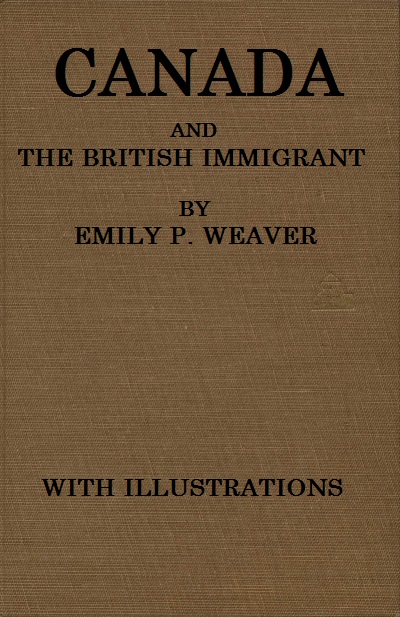 CANADA
AND
THE BRITISH IMMIGRANT
BY
EMILY P. WEAVER
WITH ILLUSTRATIONS